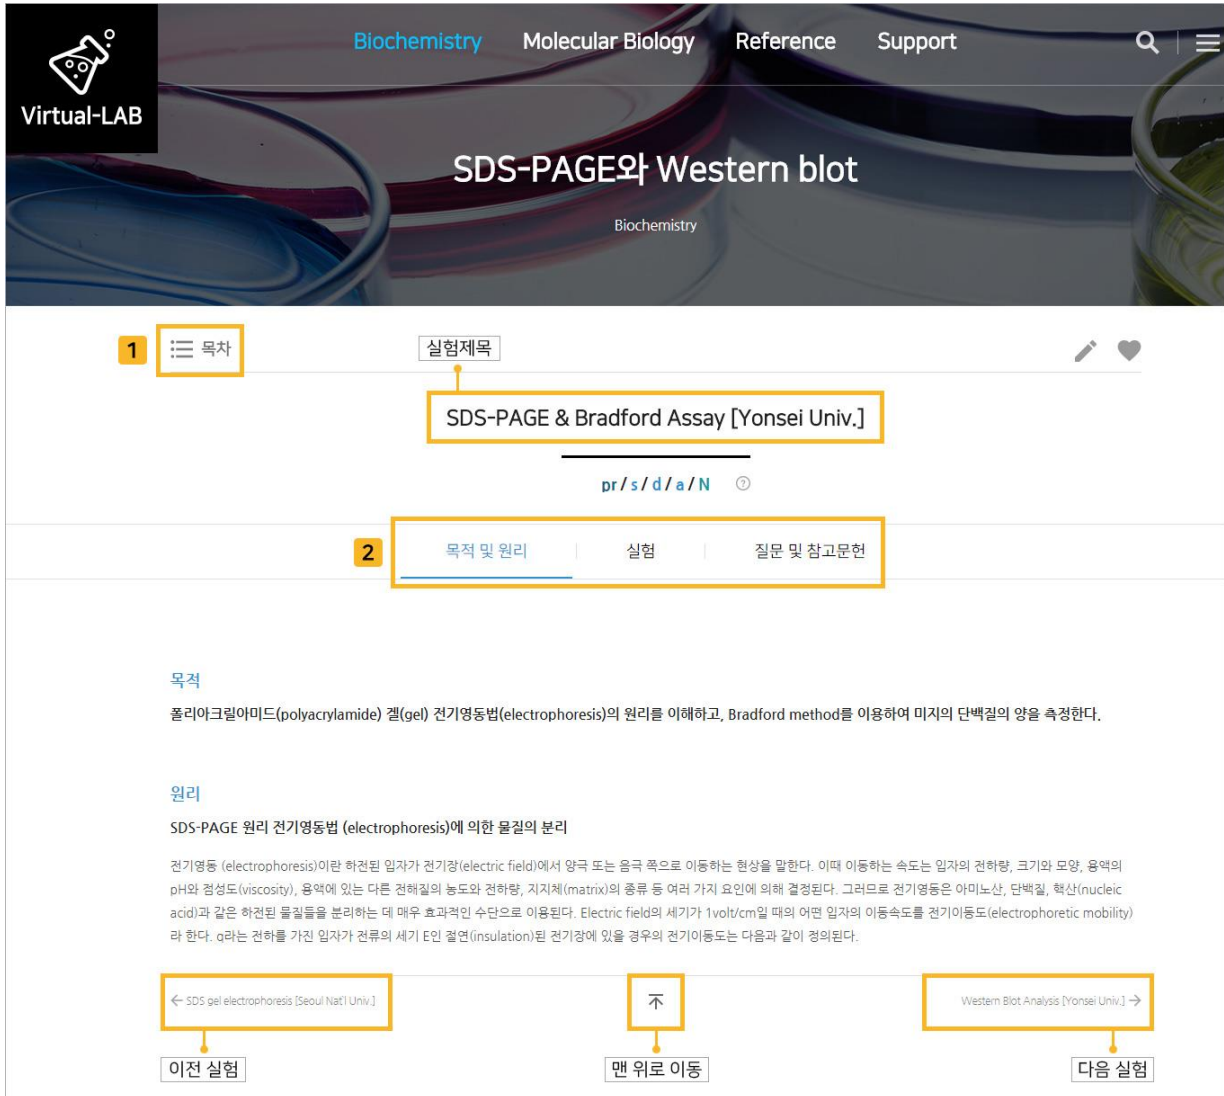 Biochemistry Molecular Biology Reference Support
Virtual-LAB
SDS-PAGE와 Western blot
Biochemistry
1 목차
실험제목
SDS-PAGE & Bradford Assay [Yonsei Univ.]
pr / s / d / a / N ?
2 목적 및 원리 실험 질문 및 참고문헌
목적
폴리아크릴아미드(polyacrylamide) 겔(gel) 전기영동법(electrophoresis)의 원리를 이해하고, Bradford method를 이용하여 미지의 단백질의 양을 측정한다.
원리
SDS-PAGE 원리 전기영동법 (electrophoresis)에 의한 물질의 분리
전기영동 (electrophoresis)이란 하전된 입자가 전기장(electric field)에서 양극 또는 음극 쪽으로 이동하는 현상을 말한다. 이때 이동하는 속도는 입자의 전하량, 크기와 모양, 용액의
pH와 점성도(viscosity), 용액에 있는 다른 전해질의 농도와 전하량, 지지체(matrix)의 종류 등 여러 가지 요인에 의해 결정된다. 그러므로 전기영동은 아미노산, 단백질, 핵산(nucleic
acid)과 같은 하전된 물질들을 분리하는 데 매우 효과적인 수단으로 이용된다. Electric field의 세기가 1volt/cm일 때의 어떤 입자의 이동속도를 전기이동도(electrophoretic mobility)
라 한다. q라는 전하를 가진 입자가 전류의 세기 E인 절연(insulation)된 전기장에 있을 경우의 전기이동도는 다음과 같이 정의된다.
← SDS gel electrophoresis [Seoul Nat'l Univ.] Western Blot Analysis [Yonsei Univ.] →
이전 실험 맨 위로 이동 다음 실험